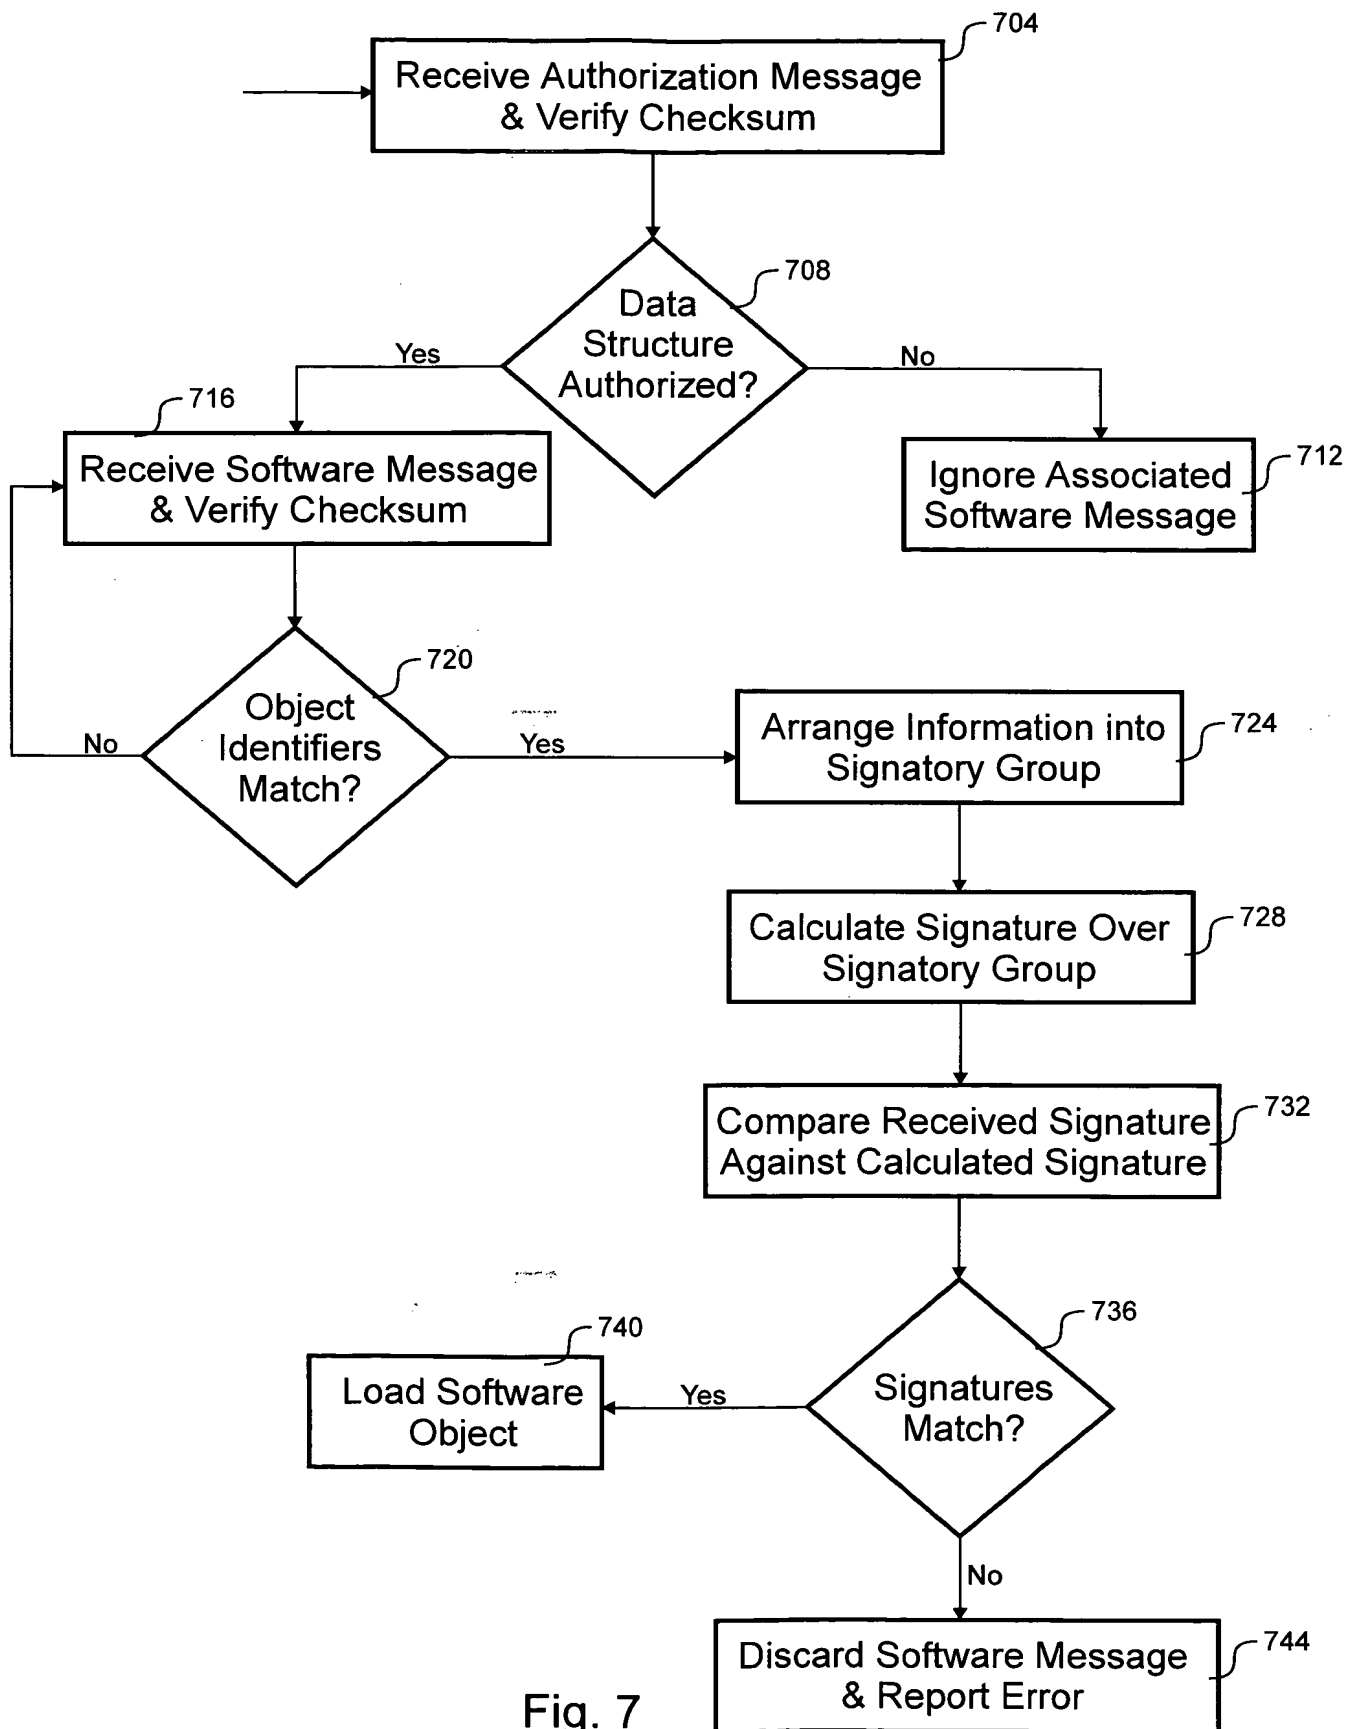 704
Receive Authorization Message
& Verify Checksum
708
Data
Structure
Authorized?
Yes
No
716
Receive Software Message
& Verify Checksum
712
Ignore Associated
Software Message
720
Object
Identifiers
Match?
No
Yes
724
Arrange Information into
Signatory Group
728
Calculate Signature Over
Signatory Group
732
Compare Received Signature
Against Calculated Signature
736
Signatures
Match?
740
Load Software
Object
Yes
No
744
Discard Software Message
& Report Error
Fig. 7